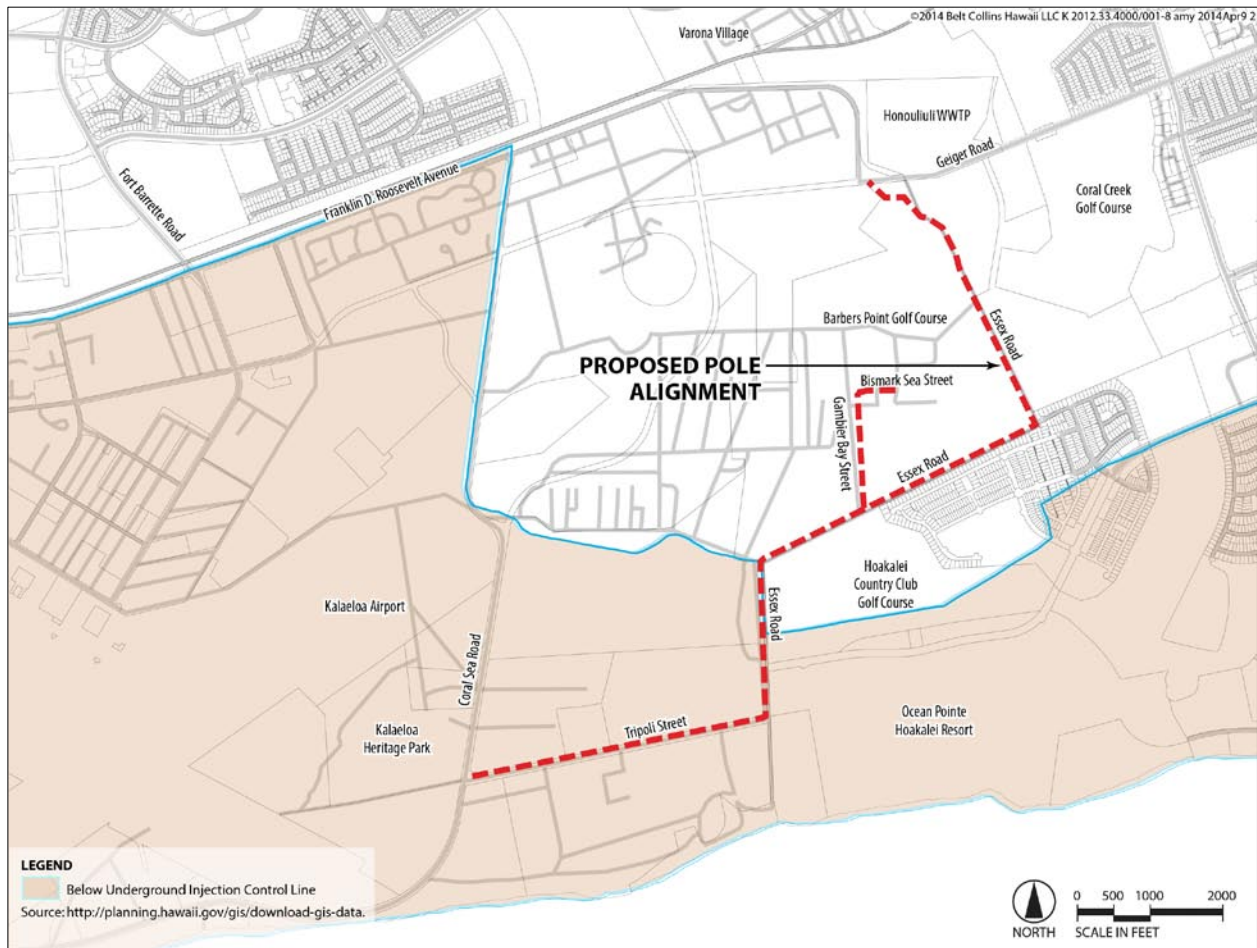 ©2014 Belt Collins Hawaii LLC K 2012.33.4000/001-8 amy 2014Apr9 2
Varona Village
Honouliuli WWTP
Geiger Road
Fort Barrette Road
Franklin D. Roosevelt Avenue
Coral Creek
Golf Course
Barbers Point Golf Course
Essex Road
PROPOSED POLE
ALIGNMENT
Bismark Sea Street
Gambier Bay Street
Essex Road
Hoakalei
Country Club
Golf Course
Essex Road
Kalaeloa Airport
Coral Sea Road
Kalaeloa
Heritage Park
Tripoli Street
Ocean Pointe
Hoakalei Resort
LEGEND
Below Underground Injection Control Line
Source: http://planning.hawaii.gov/gis/download-gis-data.
NORTH
0 500 1000 2000
SCALE IN FEET